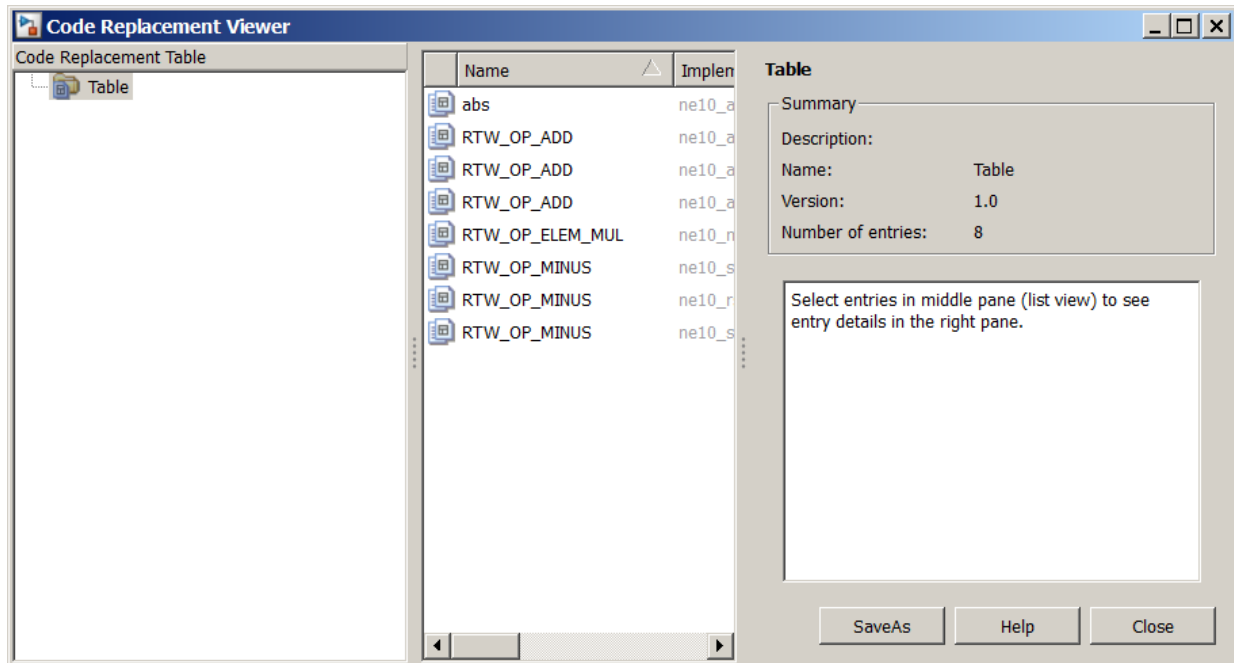 Code Replacement Viewer
Code Replacement Table
Table
Name Implem
abs ne10_a
RTW_OP_ADD ne10_a
RTW_OP_ADD ne10_a
RTW_OP_ADD ne10_a
RTW_OP_ELEM_MUL ne10_n
RTW_OP_MINUS ne10_s
RTW_OP_MINUS ne10_r
RTW_OP_MINUS ne10_s
Table
Summary
Description:
Name: Table
Version: 1.0
Number of entries: 8
Select entries in middle pane (list view) to see
entry details in the right pane.
SaveAs Help Close